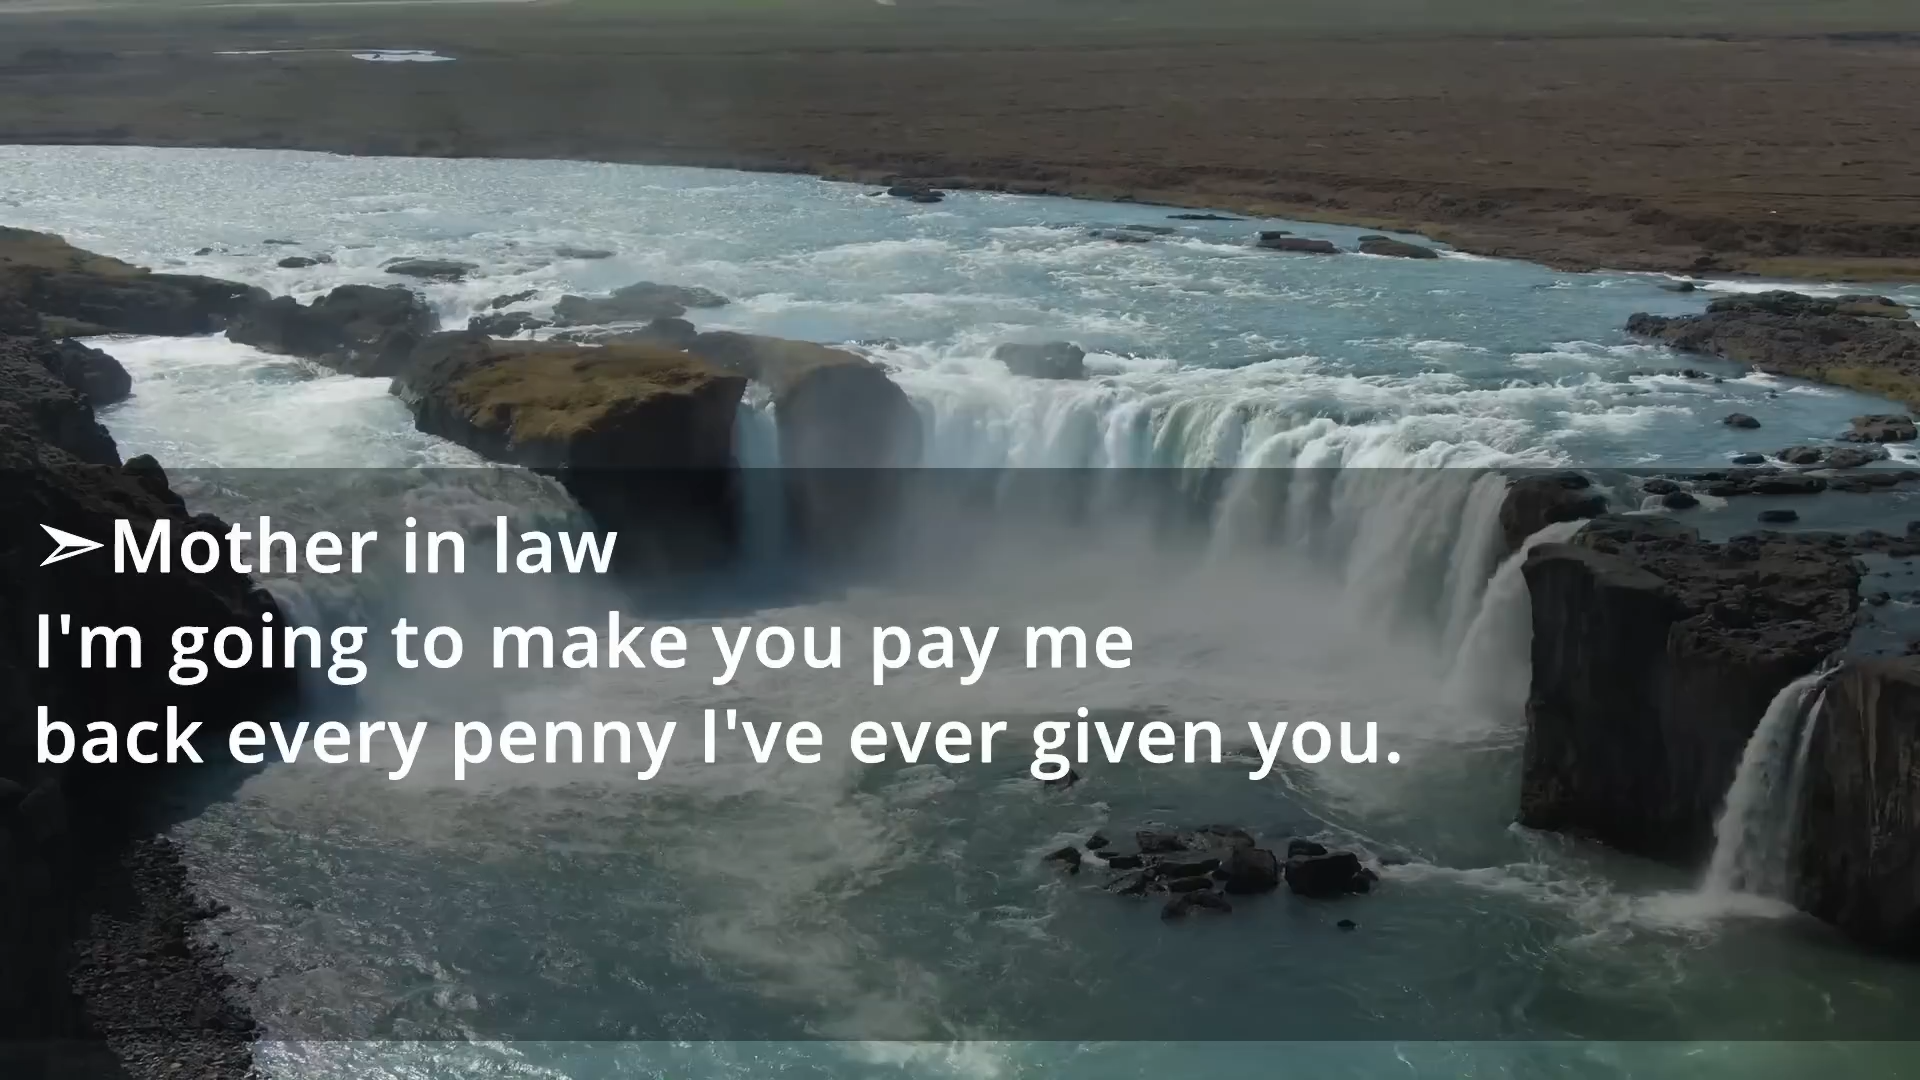 ➢Mother in law
I'm going to make you pay me
back every penny I've ever given you.